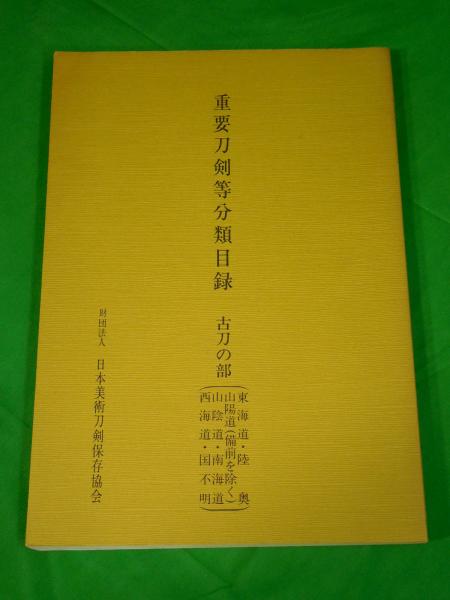 重要刀剣等分類目録
古刀の部
(東海道・陸奥
山陽道(備前を除く)
山陰道・南海道
西海道・国不明)
財団法人 日本美術刀剣保存協会